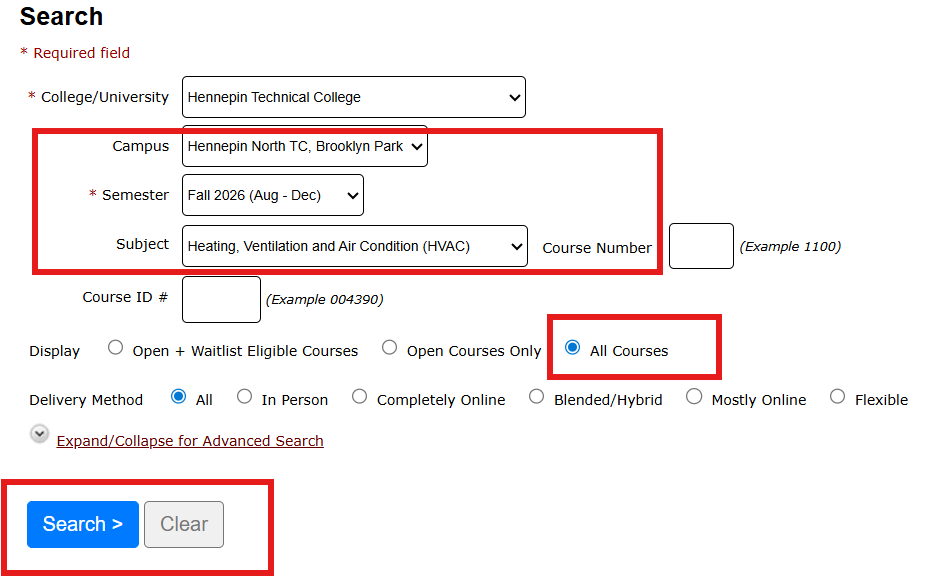 Search
* Required field
* College/University Hennepin Technical College
Campus Hennepin North TC, Brooklyn Park
* Semester Fall 2026 (Aug - Dec)
Subject Heating, Ventilation and Air Condition (HVAC) Course Number (Example 1100)
Course ID # (Example 004390)
Display Open + Waitlist Eligible Courses Open Courses Only All Courses
Delivery Method All In Person Completely Online Blended/Hybrid Mostly Online Flexible
Expand/Collapse for Advanced Search
Search > Clear